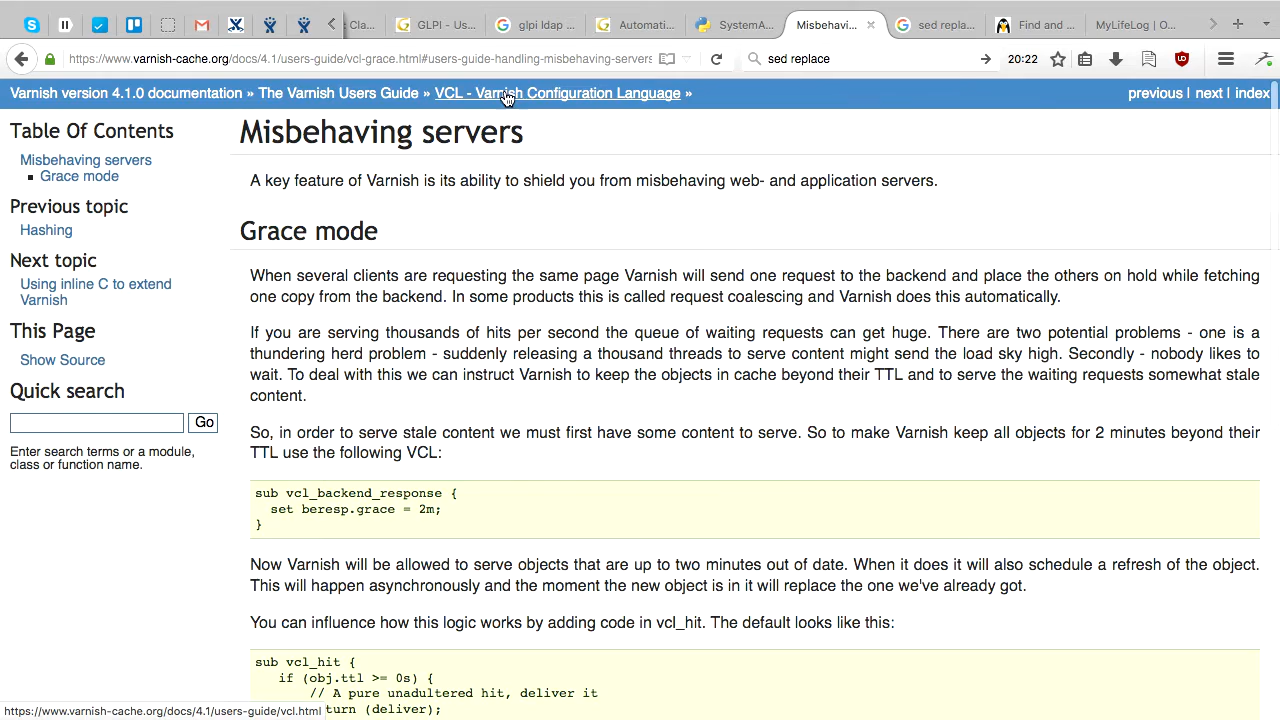 Cla...
GLPI - Us...
glpi ldap ...
Automati...
SystemA...
Misbehavi...
sed repla...
Find and ...
MyLifeLog | O...
https://www.varnish-cache.org/docs/4.1/users-guide/vcl-grace.html#users-guide-handling-misbehaving-servers
sed replace
20:22
Varnish version 4.1.0 documentation » The Varnish Users Guide » VCL - Varnish Configuration Language »
previous | next | index
Table Of Contents
Misbehaving servers
Grace mode
Previous topic
Hashing
Next topic
Using inline C to extend
Varnish
This Page
Show Source
Quick search
Go
Enter search terms or a module,
class or function name.
Misbehaving servers
A key feature of Varnish is its ability to shield you from misbehaving web- and application servers.
Grace mode
When several clients are requesting the same page Varnish will send one request to the backend and place the others on hold while fetching
one copy from the backend. In some products this is called request coalescing and Varnish does this automatically.
If you are serving thousands of hits per second the queue of waiting requests can get huge. There are two potential problems - one is a
thundering herd problem - suddenly releasing a thousand threads to serve content might send the load sky high. Secondly - nobody likes to
wait. To deal with this we can instruct Varnish to keep the objects in cache beyond their TTL and to serve the waiting requests somewhat stale
content.
So, in order to serve stale content we must first have some content to serve. So to make Varnish keep all objects for 2 minutes beyond their
TTL use the following VCL:
sub vcl_backend_response {
set beresp.grace = 2m;
}
Now Varnish will be allowed to serve objects that are up to two minutes out of date. When it does it will also schedule a refresh of the object.
This will happen asynchronously and the moment the new object is in it will replace the one we've already got.
You can influence how this logic works by adding code in vcl_hit. The default looks like this:
sub vcl_hit {
if (obj.ttl >= 0s) {
// A pure unadultered hit, deliver it
turn (deliver);
https://www.varnish-cache.org/docs/4.1/users-guide/vcl.html